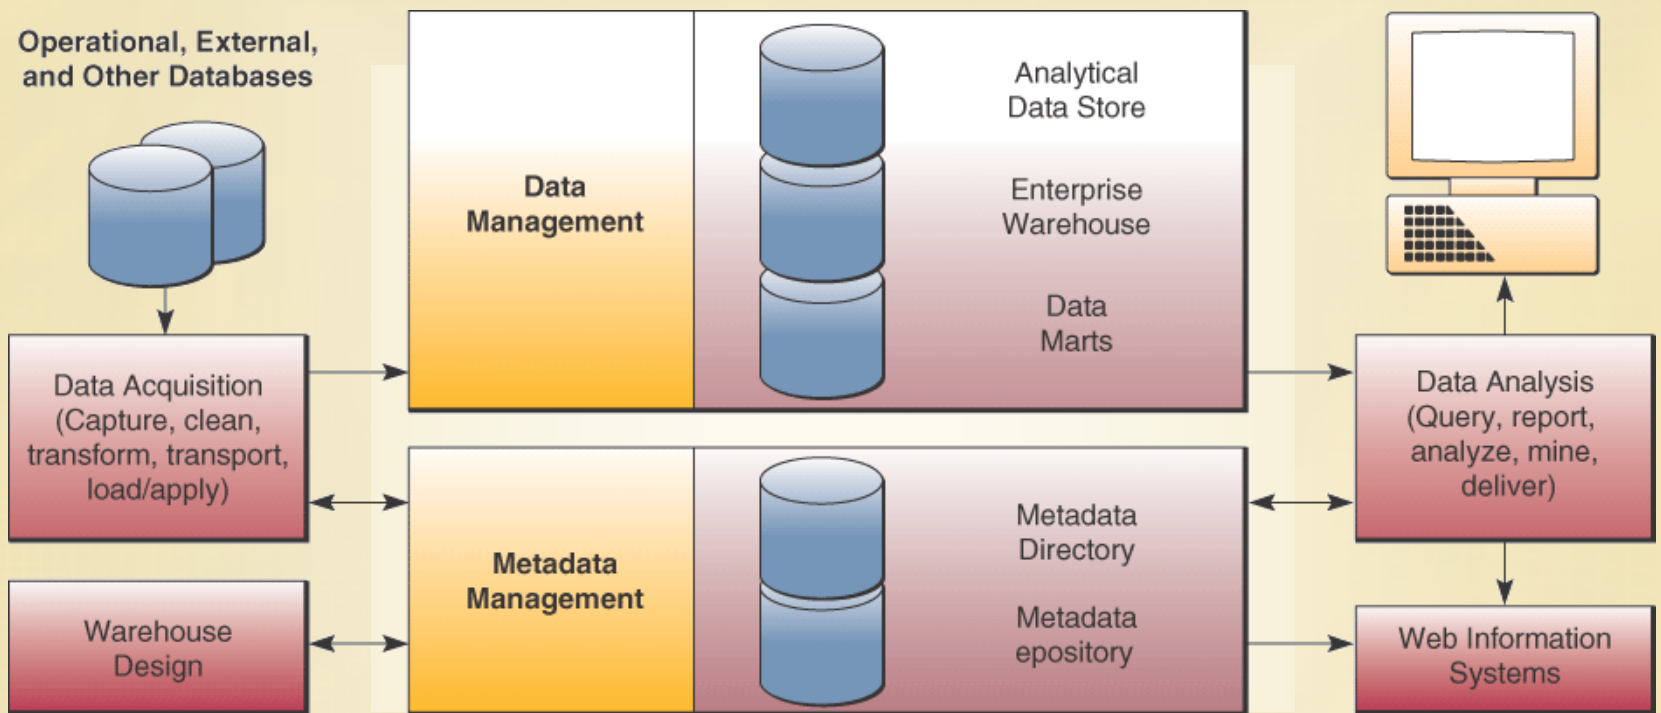 Operational, External,
and Other Databases
Data Acquisition
(Capture, clean,
transform, transport,
load/apply)
Warehouse
Design
Data
Management
Analytical
Data Store
Enterprise
Warehouse
Data
Marts
Metadata
Management
Metadata
Directory
Metadata
epository
Data Analysis
(Query, report,
analyze, mine,
deliver)
Web Information
Systems